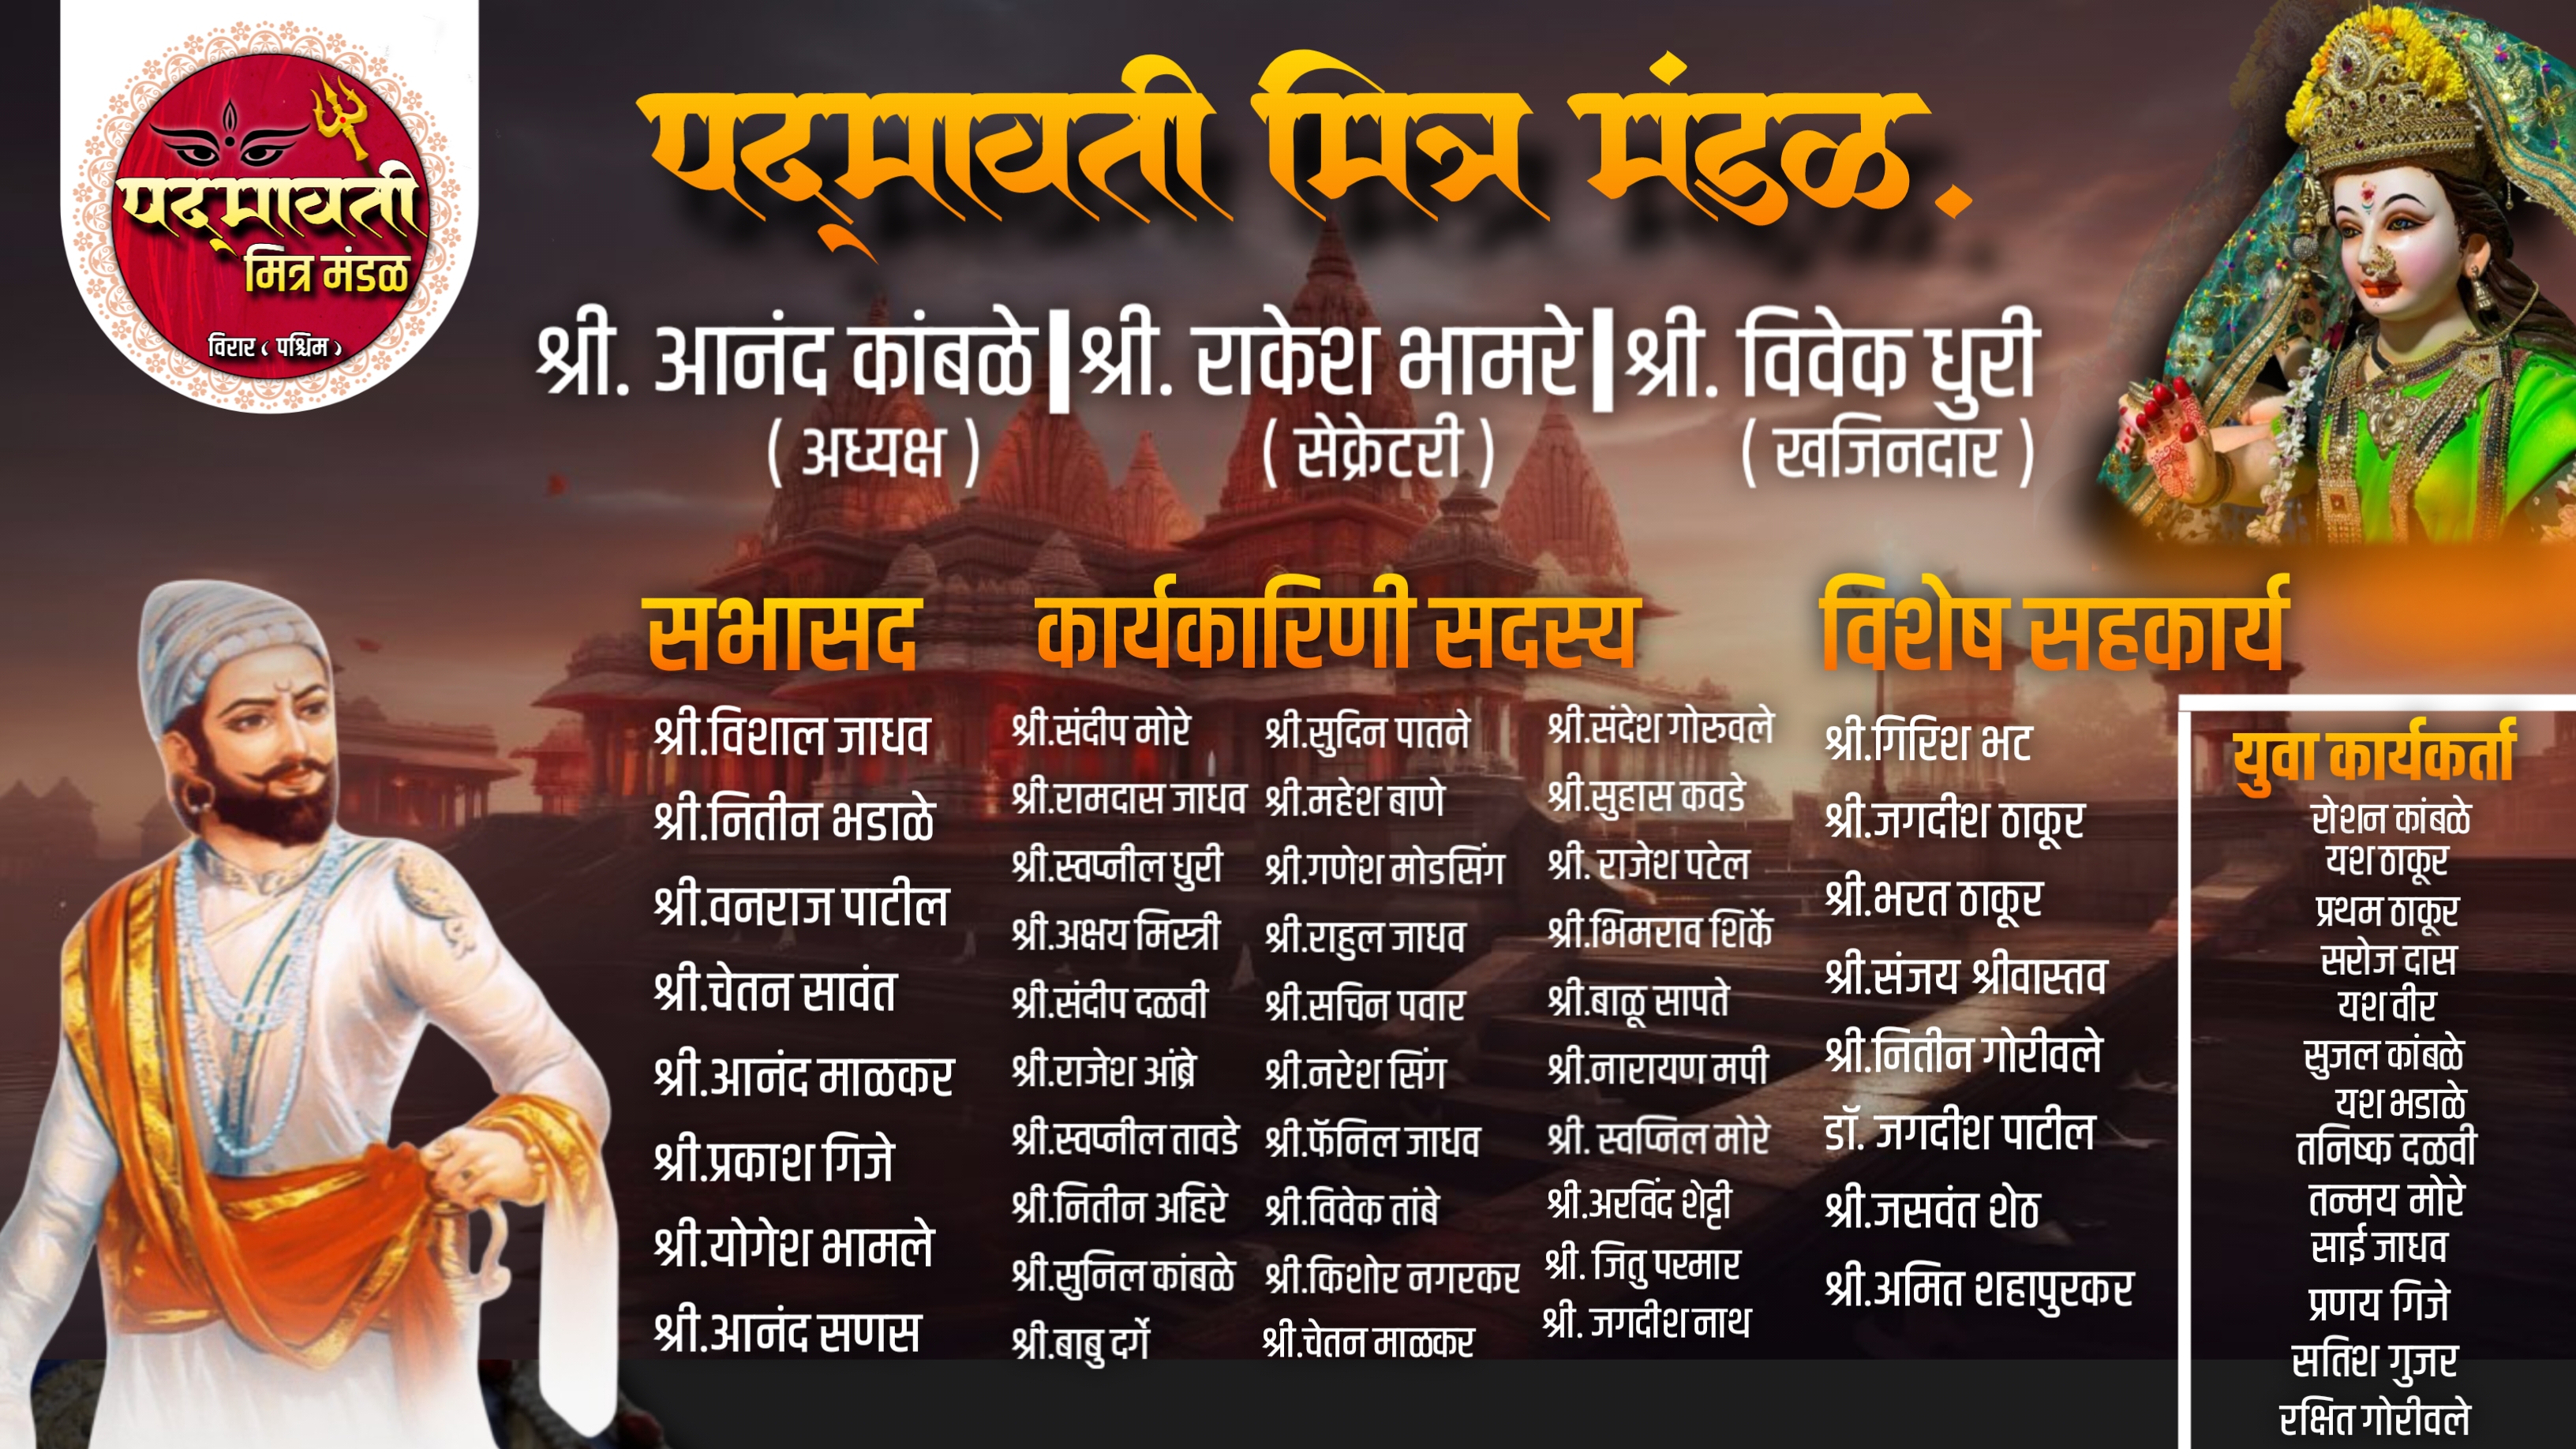 पद्मावती
मित्र मंडळ
विरार ( पश्चिम )
पद्मावती मित्र मंडळ.
श्री. आनंद कांबळे | श्री. राकेश भामरे | श्री. विवेक धुरी
( अध्यक्ष ) ( सेक्रेटरी ) ( खजिनदार )
सभासद
श्री.विशाल जाधव
श्री.नितीन भडाळे
श्री.वनराज पाटील
श्री.चेतन सावंत
श्री.आनंद माळकर
श्री.प्रकाश गिजे
श्री.योगेश भामले
श्री.आनंद सणस
कार्यकारिणी सदस्य
श्री.संदीप मोरे
श्री.रामदास जाधव
श्री.स्वप्नील धुरी
श्री.अक्षय मिस्त्री
श्री.संदीप दळवी
श्री.राजेश आंब्रे
श्री.स्वप्नील तावडे
श्री.नितीन अहिरे
श्री.सुनिल कांबळे
श्री.बाबु दर्गे
श्री.सुदिन पातने
श्री.महेश बाणे
श्री.गणेश मोडसिंग
श्री.राहुल जाधव
श्री.सचिन पवार
श्री.नरेश सिंग
श्री.फॅनिल जाधव
श्री.विवेक तांबे
श्री.किशोर नगरकर
श्री.चेतन माळकर
श्री.संदेश गोरुवले
श्री.सुहास कवडे
श्री. राजेश पटेल
श्री.भिमराव शिर्के
श्री.बाळू सापते
श्री.नारायण मपी
श्री. स्वप्निल मोरे
श्री.अरविंद शेट्टी
श्री. जितु परमार
श्री. जगदीश नाथ
विशेष सहकार्य
श्री.गिरिश भट
श्री.जगदीश ठाकूर
श्री.भरत ठाकूर
श्री.संजय श्रीवास्तव
श्री.नितीन गोरीवले
डॉ. जगदीश पाटील
श्री.जसवंत शेठ
श्री.अमित शहापुरकर
युवा कार्यकर्ता
रोशन कांबळे
यश ठाकूर
प्रथम ठाकूर
सरोज दास
यश वीर
सुजल कांबळे
यश भडाळे
तनिष्क दळवी
तन्मय मोरे
साई जाधव
प्रणय गिजे
सतिश गुजर
रक्षित गोरीवले